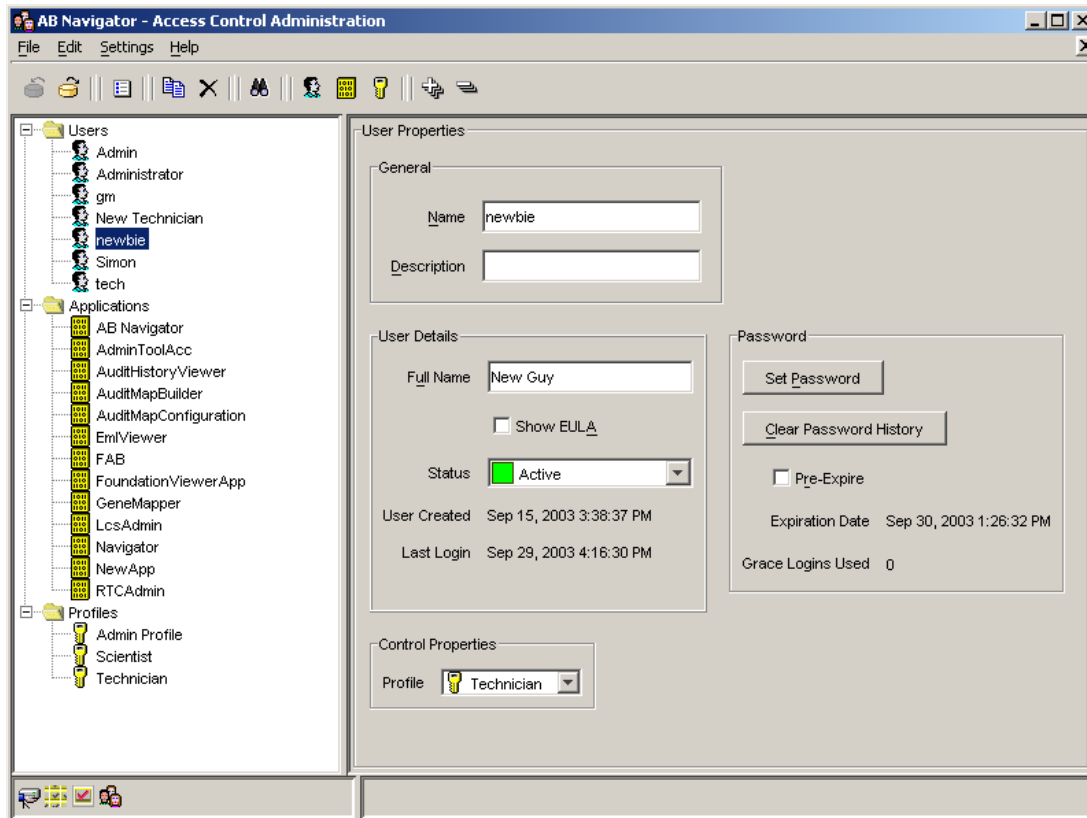 AB Navigator - Access Control Administration
File Edit Settings Help
Users
Admin
Administrator
gm
New Technician
newbie
Simon
tech
Applications
AB Navigator
AdminToolAcc
AuditHistoryViewer
AuditMapBuilder
AuditMapConfiguration
EmlViewer
FAB
FoundationViewerApp
GeneMapper
LcsAdmin
Navigator
NewApp
RTCAdmin
Profiles
Admin Profile
Scientist
Technician
User Properties
General
Name newbie
Description
User Details
Full Name New Guy
Show EULA
Status Active
User Created Sep 15, 2003 3:38:37 PM
Last Login Sep 29, 2003 4:16:30 PM
Password
Set Password
Clear Password History
Pre-Expire
Expiration Date Sep 30, 2003 1:26:32 PM
Grace Logins Used 0
Control Properties
Profile Technician